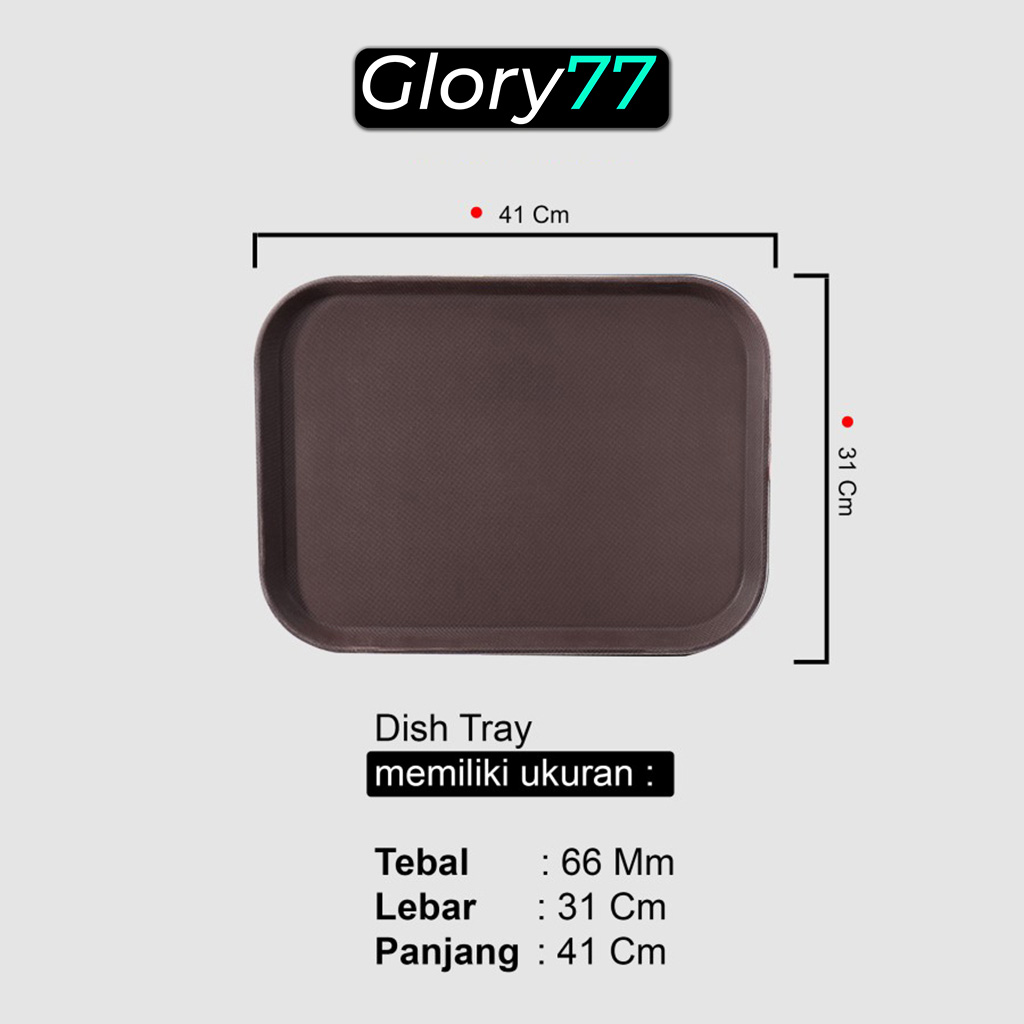 Glory77
41 Cm
31 Cm
Dish Tray
memiliki ukuran :
Tebal : 66 Mm
Lebar : 31 Cm
Panjang : 41 Cm